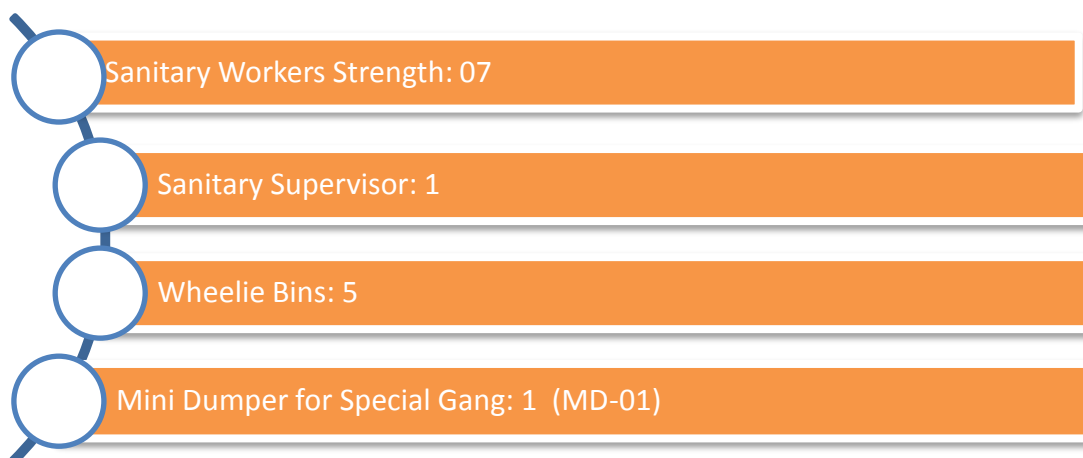 Sanitary Workers Strength: 07
Sanitary Supervisor: 1
Wheelie Bins: 5
Mini Dumper for Special Gang: 1  (MD-01)